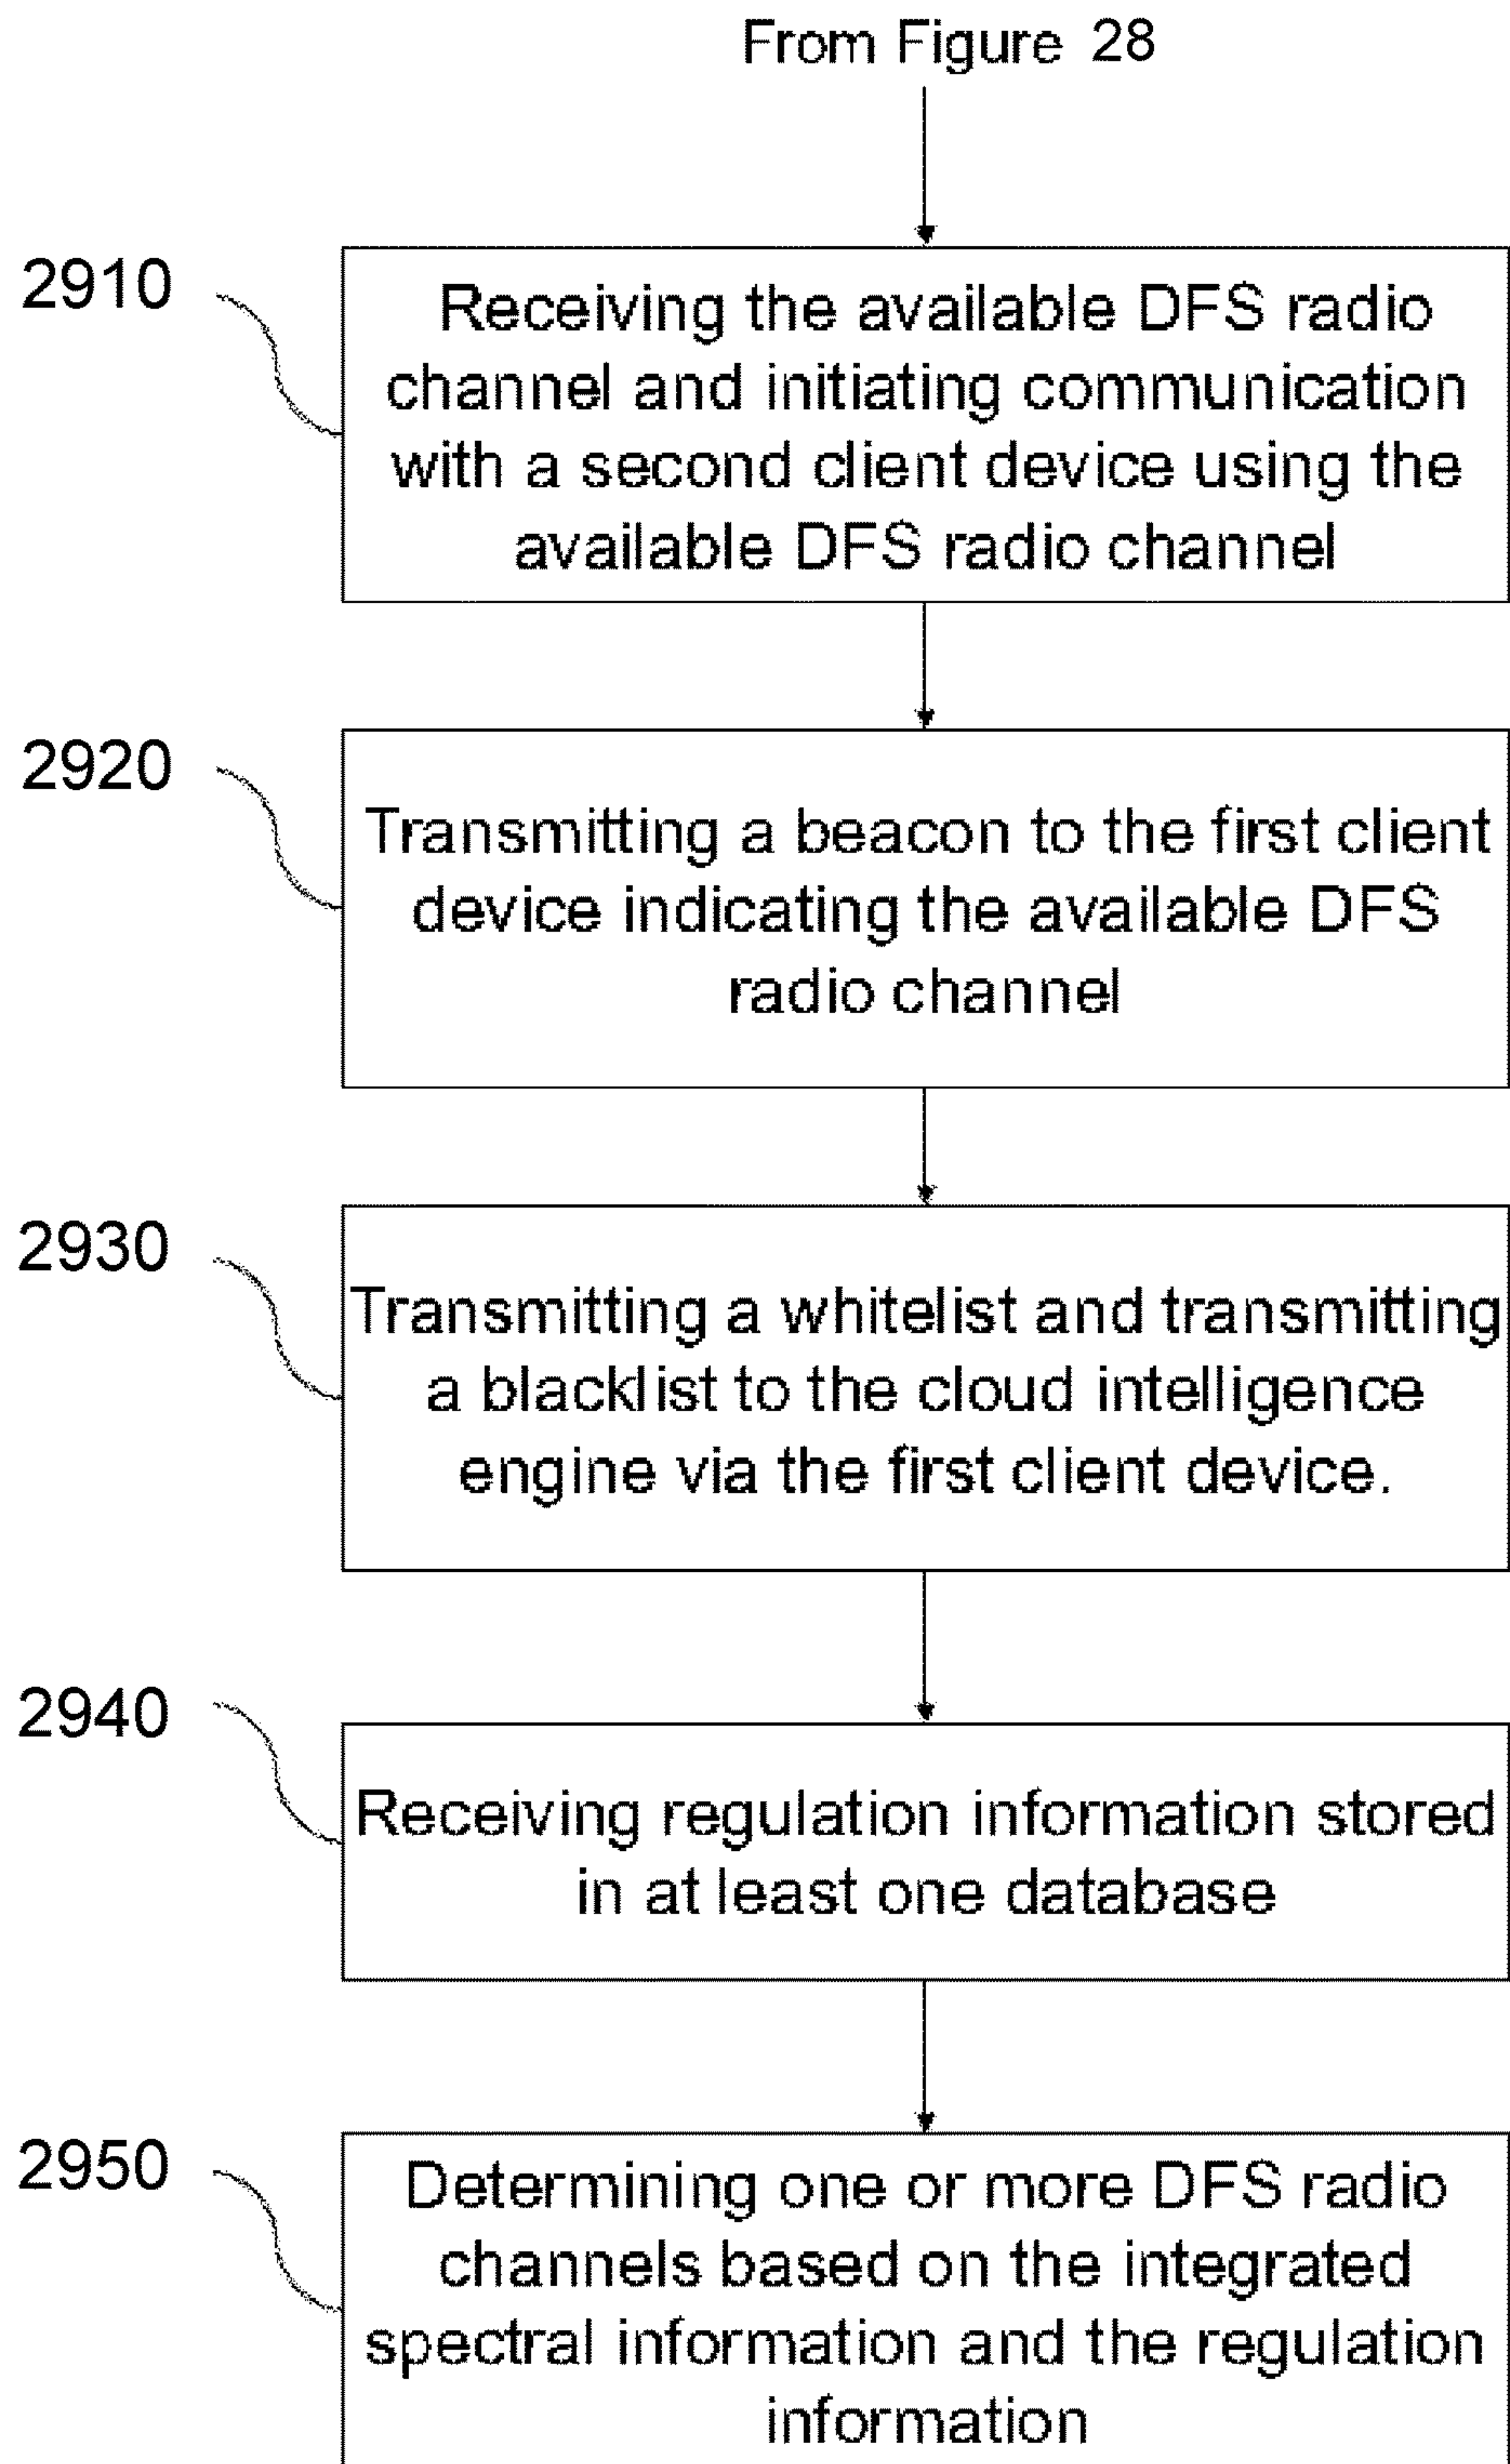 From Figure 28
2910
Receiving the available DFS radio
channel and initiating communication
with a second client device using the
available DFS radio channel
2920
Transmitting a beacon to the first client
device indicating the available DFS
radio channel
2930
Transmitting a whitelist and transmitting
a blacklist to the cloud intelligence
engine via the first client device.
2940
Receiving regulation information stored
in at least one database
2950
Determining one or more DFS radio
channels based on the integrated
spectral information and the regulation
information